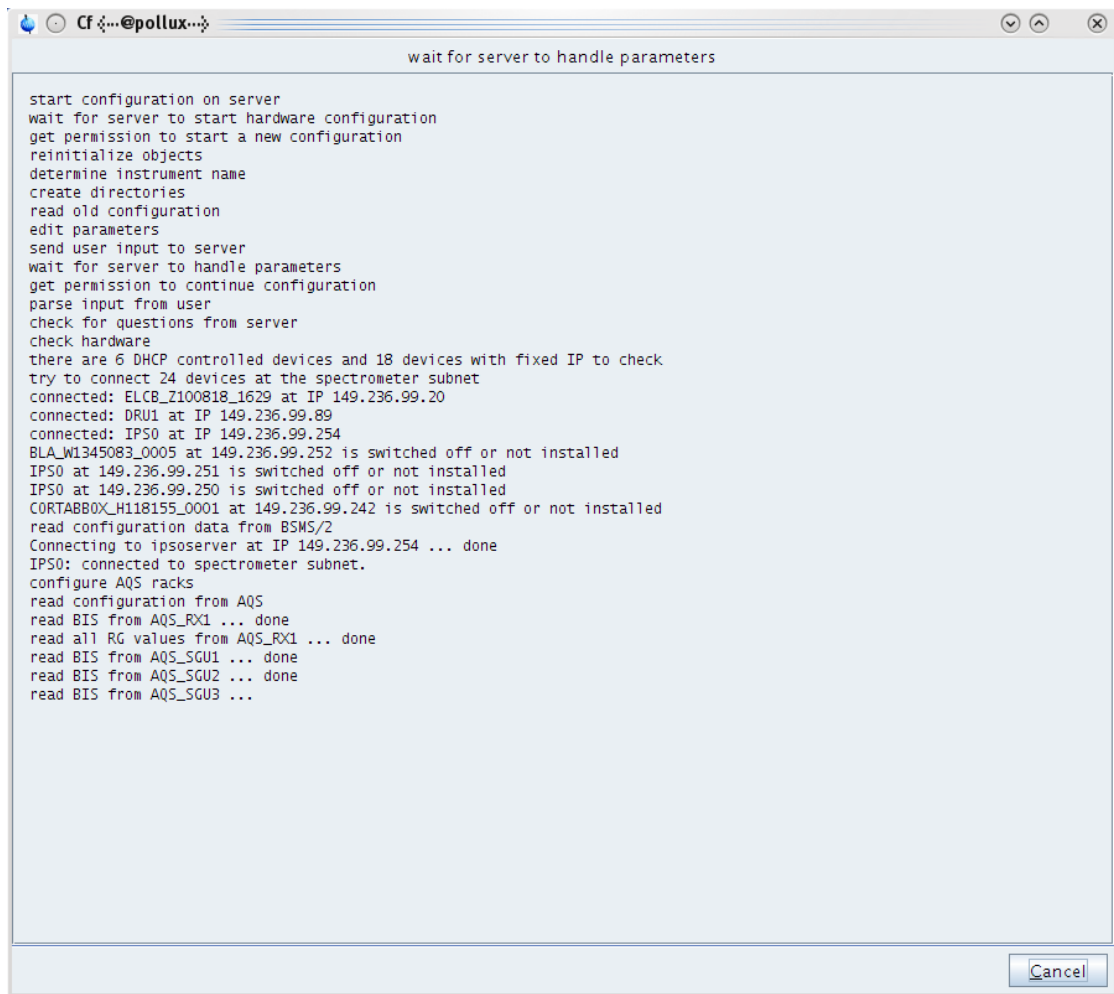 Cf <...@pollux...>
wait for server to handle parameters
start configuration on server
wait for server to start hardware configuration
get permission to start a new configuration
reinitialize objects
determine instrument name
create directories
read old configuration
edit parameters
send user input to server
wait for server to handle parameters
get permission to continue configuration
parse input from user
check for questions from server
check hardware
there are 6 DHCP controlled devices and 18 devices with fixed IP to check
try to connect 24 devices at the spectrometer subnet
connected: ELCB_Z100818_1629 at IP 149.236.99.20
connected: DRU1 at IP 149.236.99.89
connected: IPS0 at IP 149.236.99.254
BLA_W1345083_0005 at 149.236.99.252 is switched off or not installed
IPS0 at 149.236.99.251 is switched off or not installed
IPS0 at 149.236.99.250 is switched off or not installed
CORTABBOX_H118155_0001 at 149.236.99.242 is switched off or not installed
read configuration data from BSMS/2
Connecting to ipsoserver at IP 149.236.99.254 ... done
IPS0: connected to spectrometer subnet.
configure AQS racks
read configuration from AQS
read BIS from AQS_RX1 ... done
read all RG values from AQS_RX1 ... done
read BIS from AQS_SGU1 ... done
read BIS from AQS_SGU2 ... done
read BIS from AQS_SGU3 ...
Cancel